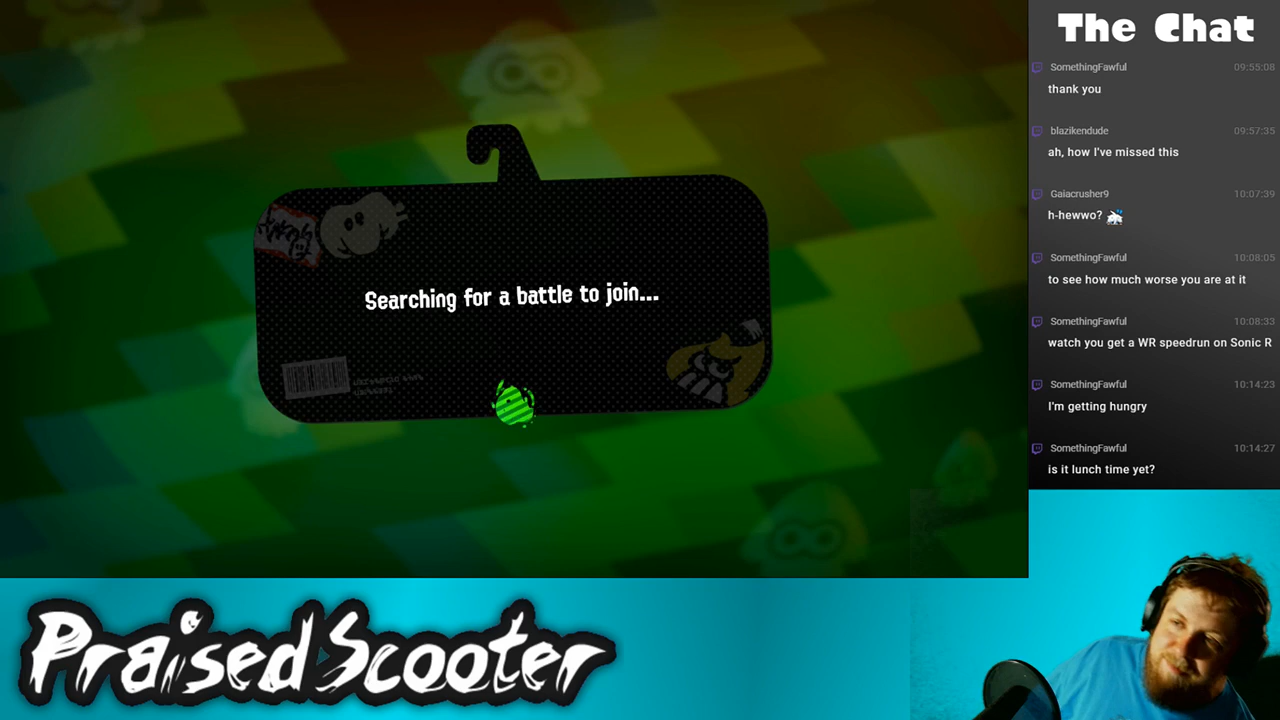 The Chat
SomethingFawful 09:55:08
thank you
blazikendude 09:57:35
ah, how I've missed this
Gaiacrusher9 10:07:39
h-hewwo?
SomethingFawful 10:08:05
to see how much worse you are at it
SomethingFawful 10:08:33
watch you get a WR speedrun on Sonic R
SomethingFawful 10:14:23
I'm getting hungry
SomethingFawful 10:14:27
is it lunch time yet?
Searching for a battle to join...
PraisedScooter